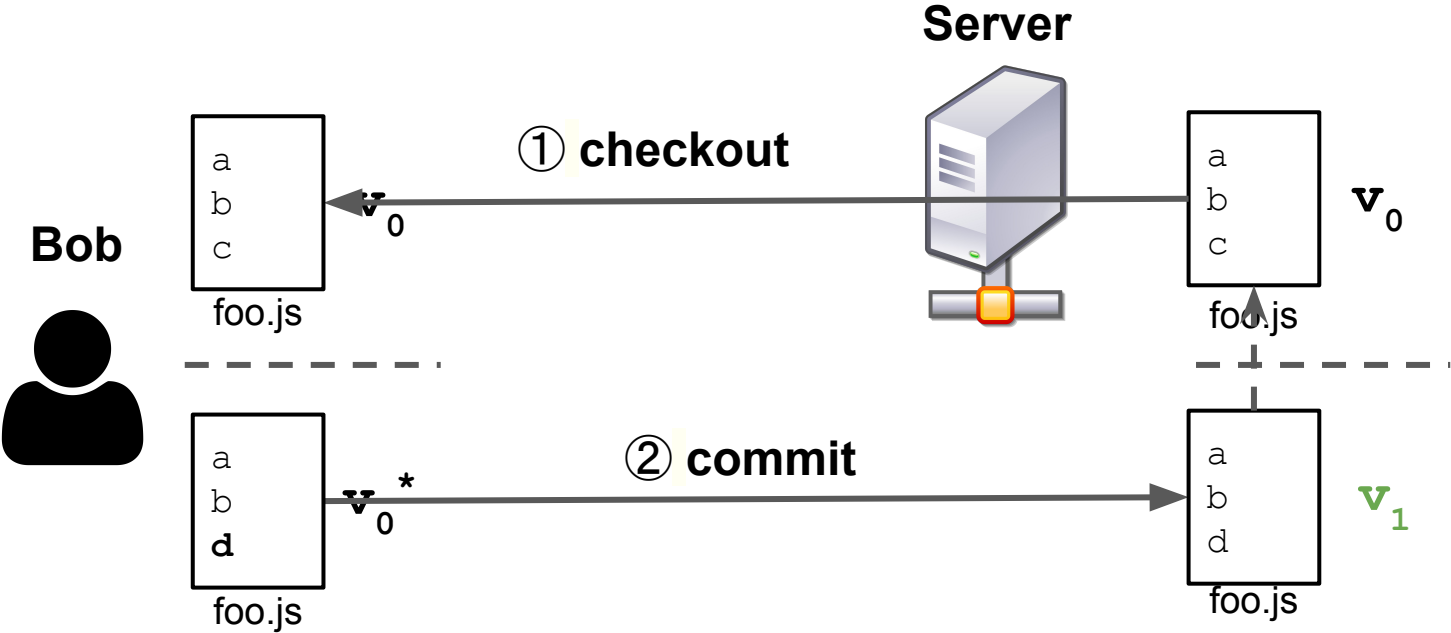 Server
① checkout
a
b
c
v0
foo.js
a
b
c
v0
foo.js
Bob
② commit
a
b
d
v0*
foo.js
a
b
d
v1
foo.js